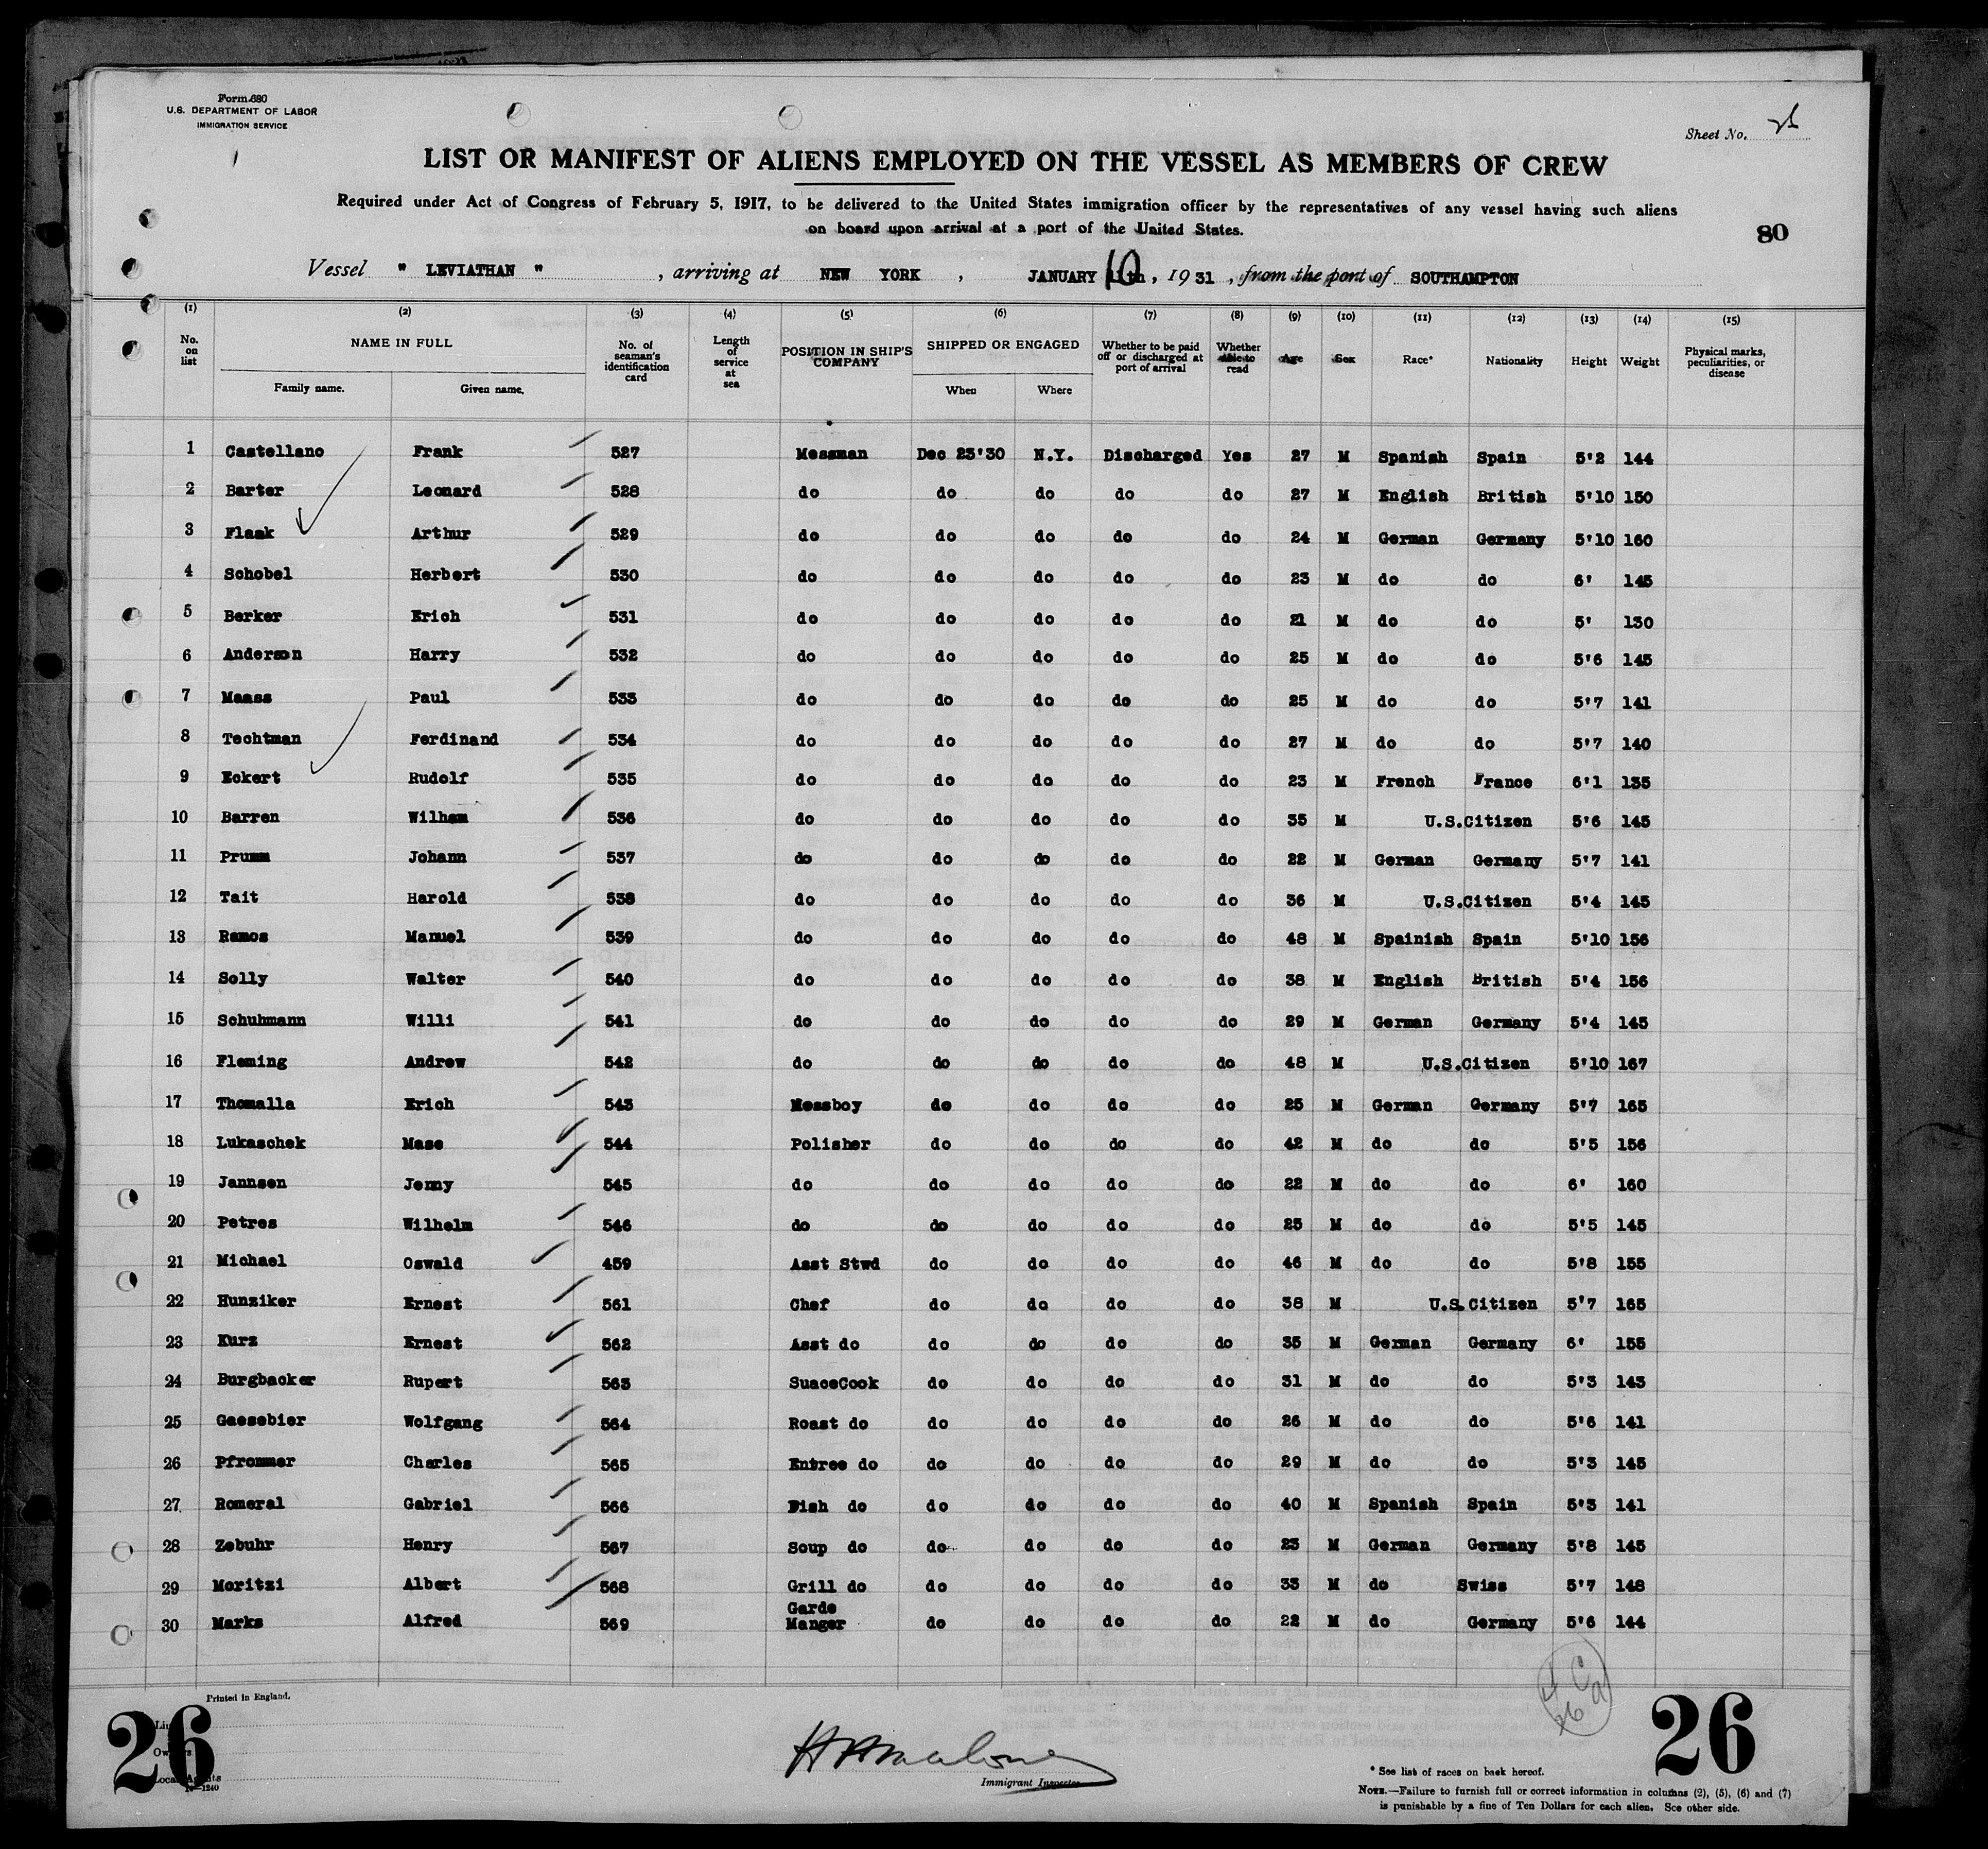 Form 680
U.S. DEPARTMENT OF LABOR
IMMIGRATION SERVICE
Sheet No.
LIST OR MANIFEST OF ALIENS EMPLOYED ON THE VESSEL AS MEMBERS OF CREW
Required under Act of Congress of February 5, 1917, to be delivered to the United States immigration officer by the representatives of any vessel having such aliens
on board upon arrival at a port of the United States.
80
Vessel " LEVIATHAN ", arriving at NEW YORK, JANUARY 10th, 1931, from the port of SOUTHAMPTON
(1) (2) (3) (4) (5) (6) (7) (8) (9) (10) (11) (12) (13) (14) (15)
No. on list NAME IN FULL Family name. Given name. No. of seaman's identification card Length of service at sea POSITION IN SHIP'S COMPANY SHIPPED OR ENGAGED When Where Whether to be paid off or discharged at port of arrival Whether able to read Age Sex Race* Nationality Height Weight Physical marks, peculiarities, or disease
1 Castellano Frank 527 Messman Dec 23'30 N.Y. Discharged Yes 27 M Spanish Spain 5'2 144
2 Barter Leonard 528 do do do do do 27 M English British 5'10 150
3 Flaak Arthur 529 do do do do do 24 M German Germany 5'10 160
4 Schobel Herbert 530 do do do do do 23 M do do 6' 145
5 Berker Erich 531 do do do do do 21 M do do 5' 130
6 Anderson Harry 532 do do do do do 25 M do do 5'6 145
7 Maass Paul 533 do do do do do 25 M do do 5'7 141
8 Techtman Ferdinand 534 do do do do do 27 M do do 5'7 140
9 Eckert Rudolf 535 do do do do do 23 M French France 6'1 135
10 Barren Wilham 536 do do do do do 35 M U.S.Citizen 5'6 145
11 Prumm Johann 537 do do do do do 22 M German Germany 5'7 141
12 Tait Harold 538 do do do do do 36 M U.S.Citizen 5'4 145
13 Ramos Manuel 539 do do do do do 48 M Spainish Spain 5'10 156
14 Solly Walter 540 do do do do do 38 M English British 5'4 156
15 Schuhmann Willi 541 do do do do do 29 M German Germany 5'4 145
16 Fleming Andrew 542 do do do do do 48 M U.S.Citizen 5'10 167
17 Thomalla Erich 543 Messboy do do do do 25 M German Germany 5'7 165
18 Lukaschek Mase 544 Polisher do do do do 42 M do do 5'5 156
19 Jannsen Jenny 545 do do do do do 22 M do do 6' 160
20 Petres Wilhelm 546 do do do do do 25 M do do 5'5 145
21 Michael Oswald 459 Asst Stwd do do do do 46 M do do 5'8 155
22 Hunziker Ernest 561 Chef do do do do 38 M U.S.Citizen 5'7 165
23 Kurz Ernest 562 Asst do do do do do 35 M German Germany 6' 155
24 Burgbacker Rupert 563 SuaceCook do do do do 31 M do do 5'3 143
25 Gaesebier Wolfgang 564 Roast do do do do do 26 M do do 5'6 141
26 Pfrommer Charles 565 Entree do do do do do 29 M do do 5'3 145
27 Romeral Gabriel 566 Fish do do do do do 40 M Spanish Spain 5'3 141
28 Zebuhr Henry 567 Soup do do do do do 23 M German Germany 5'8 145
29 Moritzi Albert 568 Grill do do do do do 33 M do Swiss 5'7 148
30 Marks Alfred 569 Garde Manger do do do do 22 M do Germany 5'6 144
Printed in England.
26
Owners
Local Agents
14—1240
Immigrant Inspector
26
* See list of races on back hereof.
NOTE.—Failure to furnish full or correct information in columns (2), (5), (6) and (7)
is punishable by a fine of Ten Dollars for each alien. See other side.